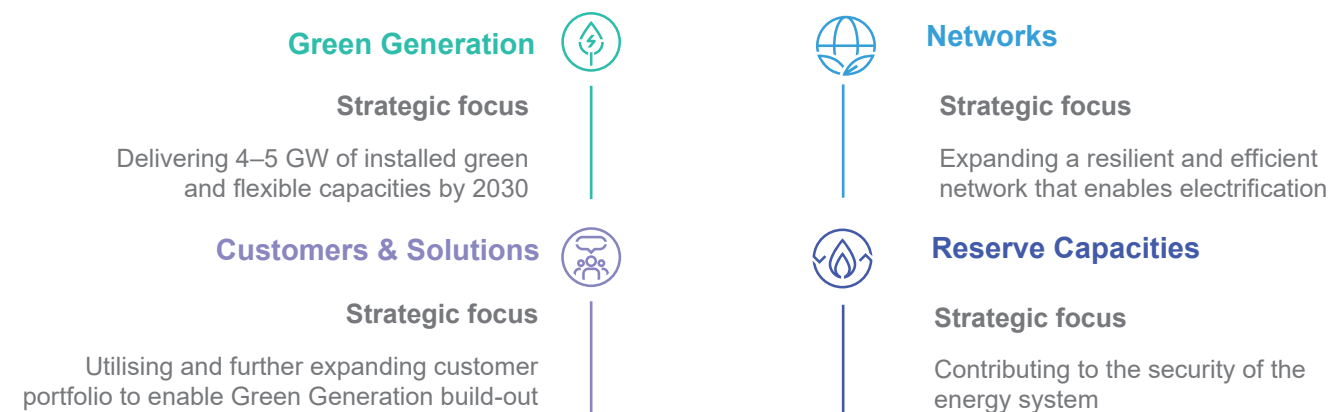 Green Generation
Strategic focus
Delivering 4–5 GW of installed green
and flexible capacities by 2030
Networks
Strategic focus
Expanding a resilient and efficient
network that enables electrification
Customers & Solutions
Strategic focus
Utilising and further expanding customer
portfolio to enable Green Generation build-out
Reserve Capacities
Strategic focus
Contributing to the security of the
energy system